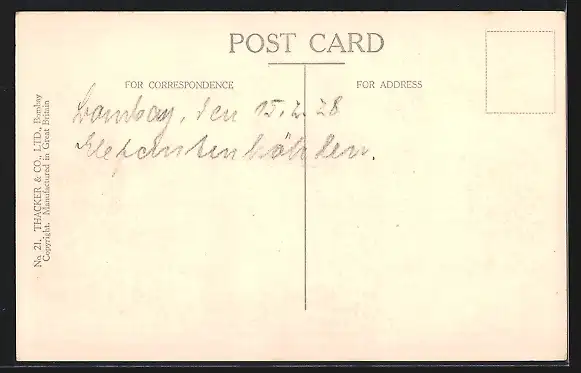 POST CARD
FOR CORRESPONDENCE
FOR ADDRESS
Bombay, den 15.2.28
Elefantenhöhlen.
No. 21. THACKER & CO., LTD., Bombay
Copyright. Manufactured in Great Britain